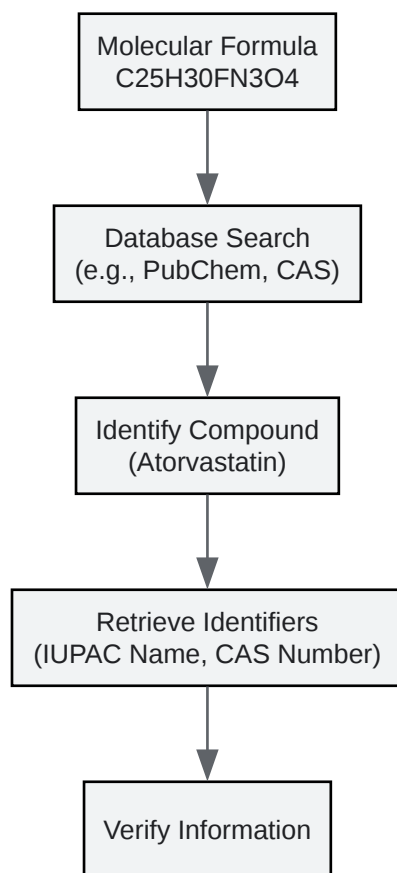 Molecular Formula
C25H30FN3O4
Database Search
(e.g., PubChem, CAS)
Identify Compound
(Atorvastatin)
Retrieve Identifiers
(IUPAC Name, CAS Number)
Verify Information